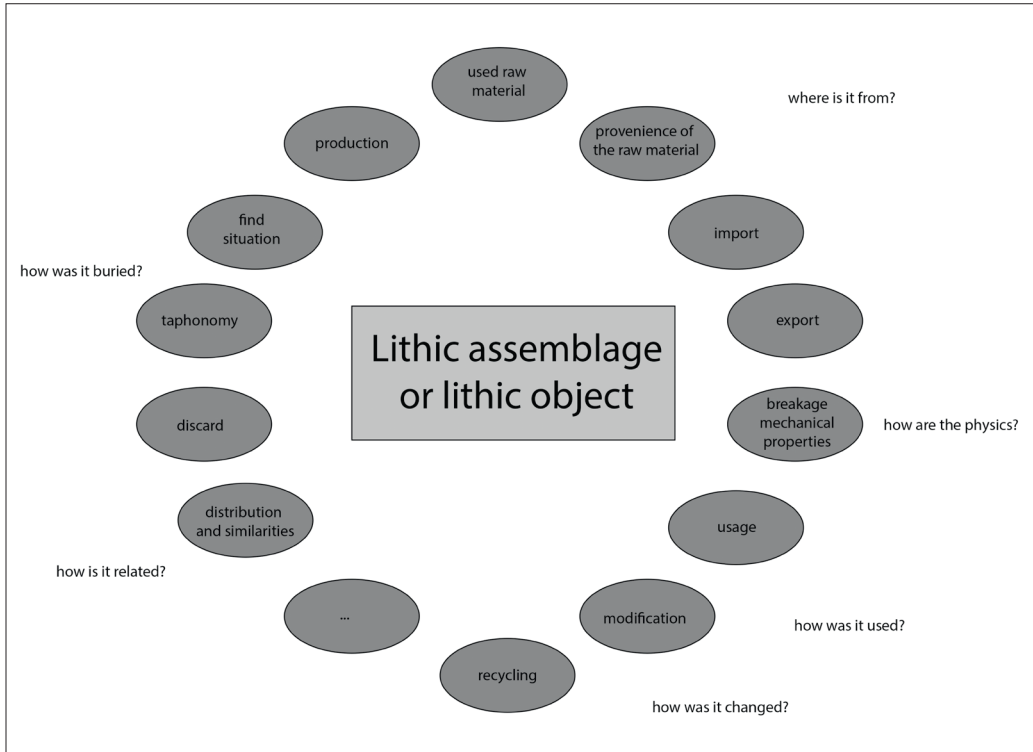 used raw
material
where is it from?
production
provenience of
the raw material
find
situation
import
how was it buried?
taphonomy
export
Lithic assemblage
or lithic object
discard
breakage
mechanical
properties
how are the physics?
distribution
and similarities
usage
how is it related?
...
modification
how was it used?
recycling
how was it changed?